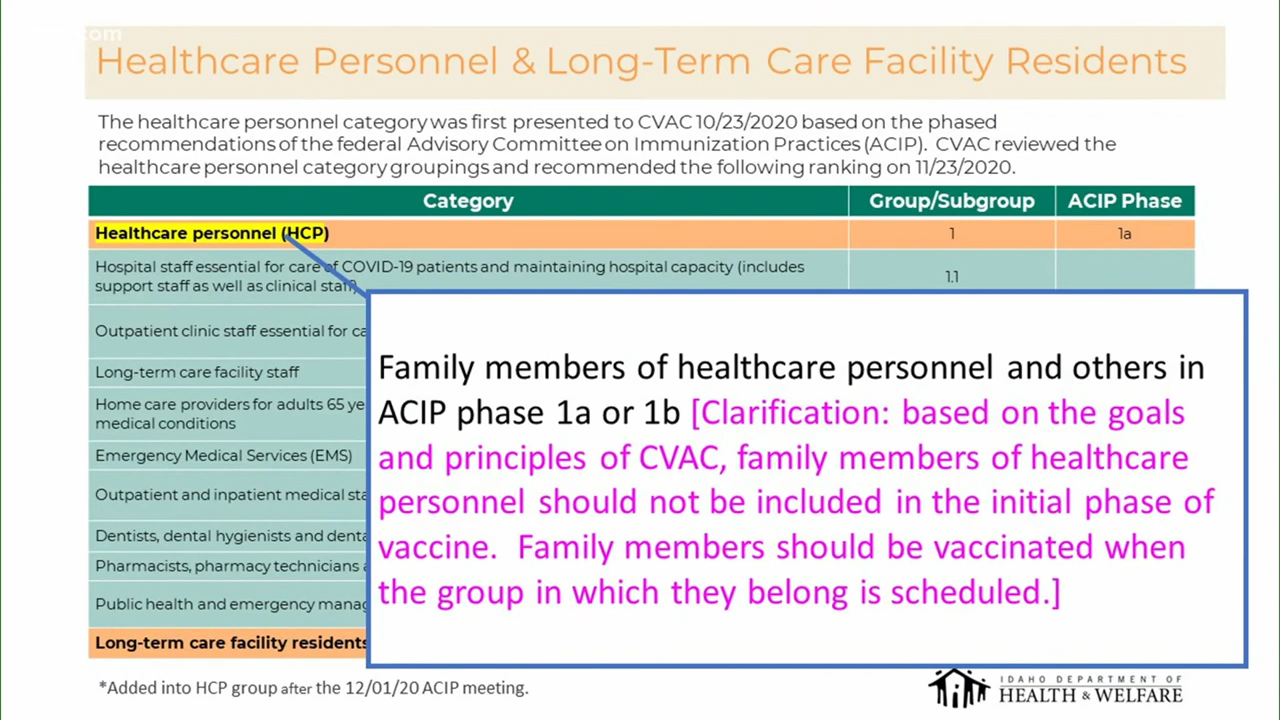 .com
Healthcare Personnel & Long-Term Care Facility Residents
The healthcare personnel category was first presented to CVAC 10/23/2020 based on the phased
recommendations of the federal Advisory Committee on Immunization Practices (ACIP). CVAC reviewed the
healthcare personnel category groupings and recommended the following ranking on 11/23/2020.
Category Group/Subgroup ACIP Phase
Healthcare personnel (HCP) 1 1a
Hospital staff essential for care of COVID-19 patients and maintaining hospital capacity (includes
support staff as well as clinical staff) 1.1
Outpatient clinic staff essential for
Long-term care facility staff
Home care providers for adults 65
medical conditions
Emergency Medical Services (EMS)
Outpatient and inpatient medical
Dentists, dental hygienists and
Pharmacists, pharmacy technicians
Public health and emergency
Long-term care facility residents
Family members of healthcare personnel and others in
ACIP phase 1a or 1b [Clarification: based on the goals
and principles of CVAC, family members of healthcare
personnel should not be included in the initial phase of
vaccine. Family members should be vaccinated when
the group in which they belong is scheduled.]
*Added into HCP group after the 12/01/20 ACIP meeting.
IDAHO DEPARTMENT OF
HEALTH & WELFARE